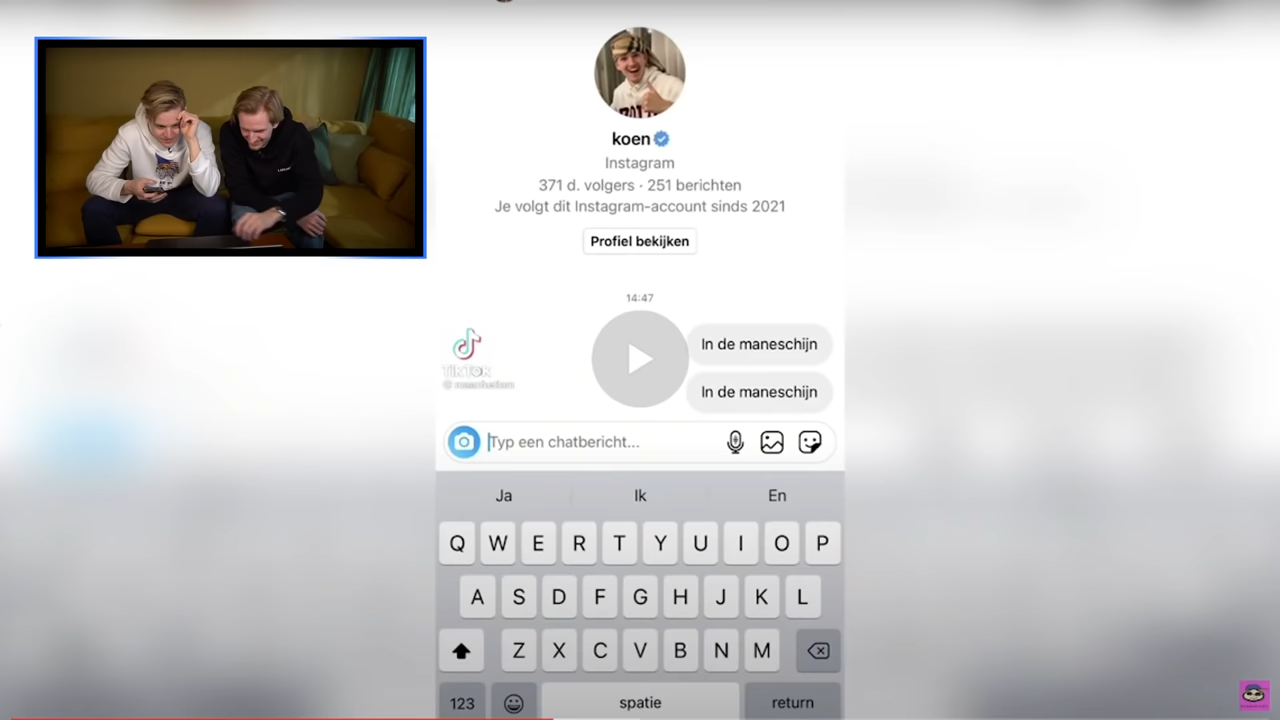 koen
Instagram
371 d. volgers · 251 berichten
Je volgt dit Instagram-account sinds 2021
Profiel bekijken
14:47
In de maneschijn
TikTok
In de maneschijn
Typ een chatbericht...
Ja Ik En
Q W E R T Y U I O P
A S D F G H J K L
Z X C V B N M
123 spatie return